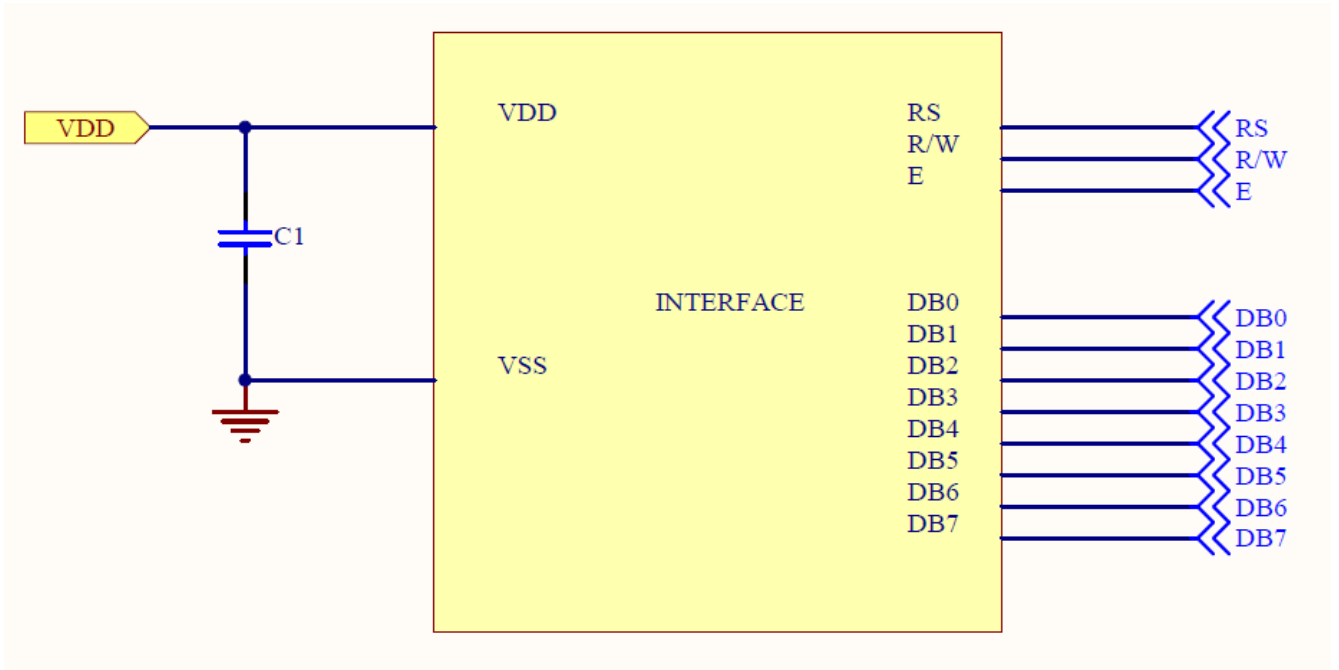 VDD
C1
VDD
VSS
INTERFACE
RS
R/W
E
DB0
DB1
DB2
DB3
DB4
DB5
DB6
DB7
RS
R/W
E
DB0
DB1
DB2
DB3
DB4
DB5
DB6
DB7